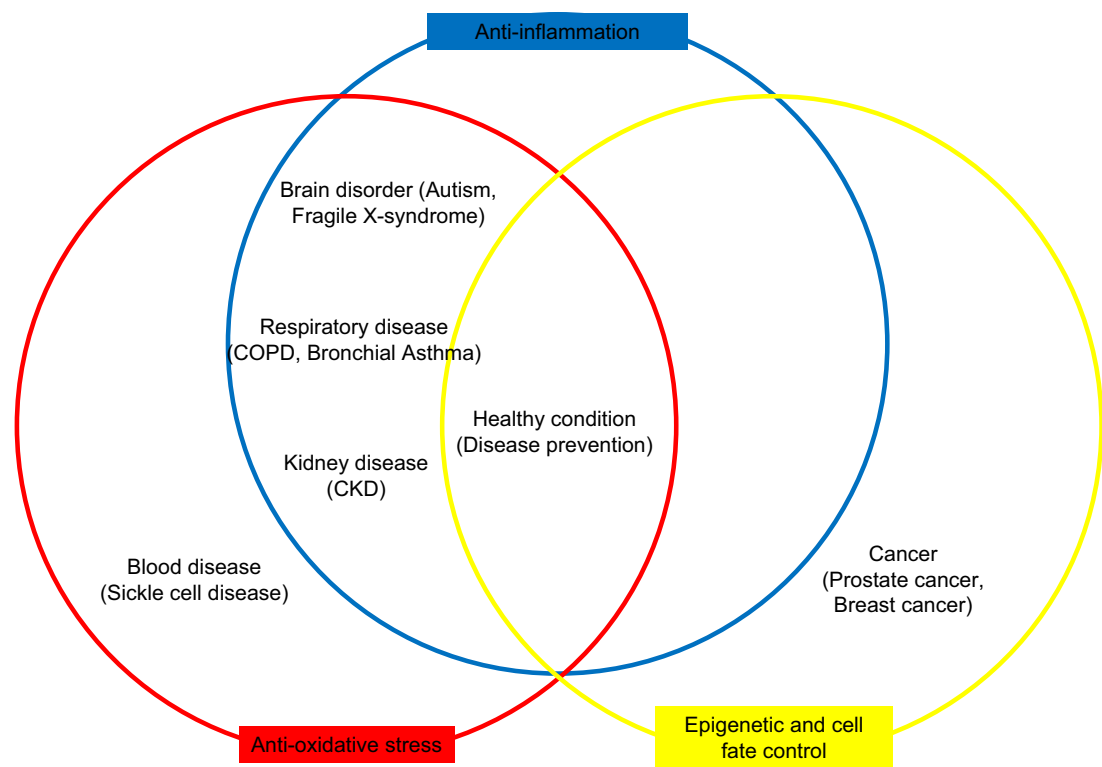 Anti-inflammation
Brain disorder (Autism,
Fragile X-syndrome)
Respiratory disease
(COPD, Bronchial Asthma)
Healthy condition
(Disease prevention)
Kidney disease
(CKD)
Blood disease
(Sickle cell disease)
Cancer
(Prostate cancer,
Breast cancer)
Anti-oxidative stress
Epigenetic and cell
fate control